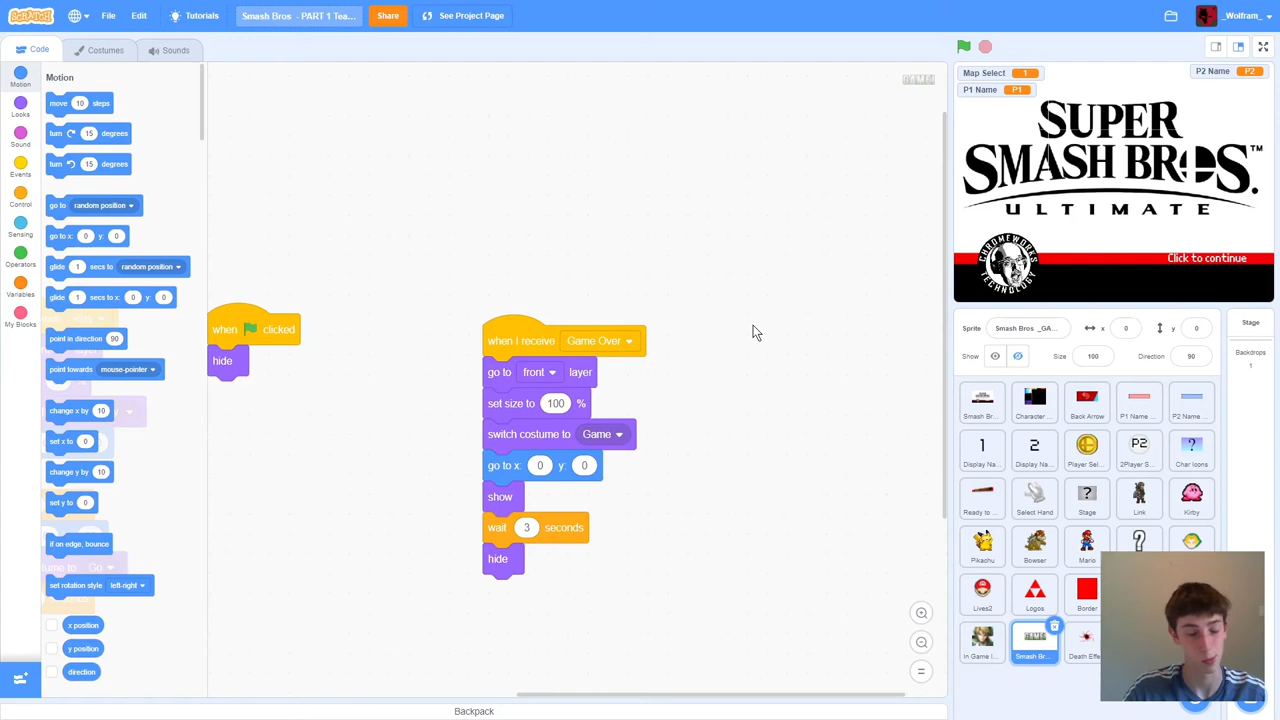 SCRATCH
File
Edit
Tutorials
Smash Bros - PART 1 Tea...
Share
See Project Page
_Wolfram_
Code
Costumes
Sounds
Motion
Looks
Sound
Events
Control
Sensing
Operators
Variables
My Blocks
Motion
move 10 steps
turn 15 degrees
turn 15 degrees
go to random position
go to x: 0 y: 0
glide 1 secs to random position
glide 1 secs to x: 0 y: 0
point in direction 90
point towards mouse-pointer
change x by 10
set x to 0
change y by 10
set y to 0
if on edge, bounce
set rotation style left-right
x position
y position
direction
when clicked
hide
when I receive Game Over
go to front layer
set size to 100 %
switch costume to Game
go to x: 0 y: 0
show
wait 3 seconds
hide
GAME!
Backpack
Map Select 1
P1 Name P1
P2 Name P2
SUPER
SMASH BROS.™
ULTIMATE
CHROMEWORKS
TECHNOLOGY
Click to continue
Sprite Smash Bros _GA... x 0 y 0
Show Size 100 Direction 90
Stage
Backdrops
1
Smash Br...
Character ...
Back Arrow
P1 Name ...
P2 Name ...
1
2
P2
?
Display Na...
Display Na...
Player Sel...
2Player S...
Char Icons
?
Ready to ...
Select Hand
Stage
Link
Kirby
?
Pikachu
Bowser
Mario
Lives2
Logos
Border
GAME!
In Game I...
Smash Br...
Death Effe